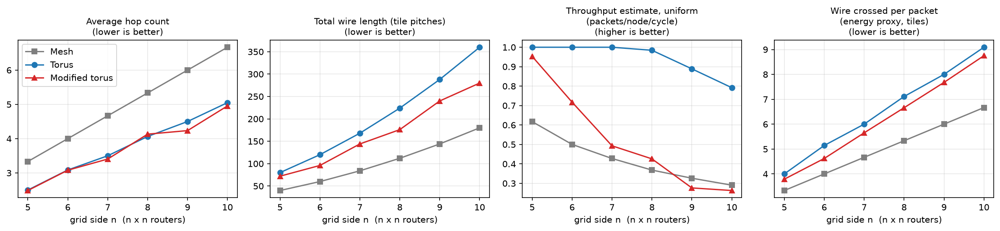 Average hop count
(lower is better)
6
5
4
3
5 6 7 8 9 10
grid side n (n x n routers)
Mesh
Torus
Modified torus
Total wire length (tile pitches)
(lower is better)
350
300
250
200
150
100
50
5 6 7 8 9 10
grid side n (n x n routers)
Throughput estimate, uniform
(packets/node/cycle)
(higher is better)
1.0
0.9
0.8
0.7
0.6
0.5
0.4
0.3
5 6 7 8 9 10
grid side n (n x n routers)
Wire crossed per packet
(energy proxy, tiles)
(lower is better)
9
8
7
6
5
4
5 6 7 8 9 10
grid side n (n x n routers)